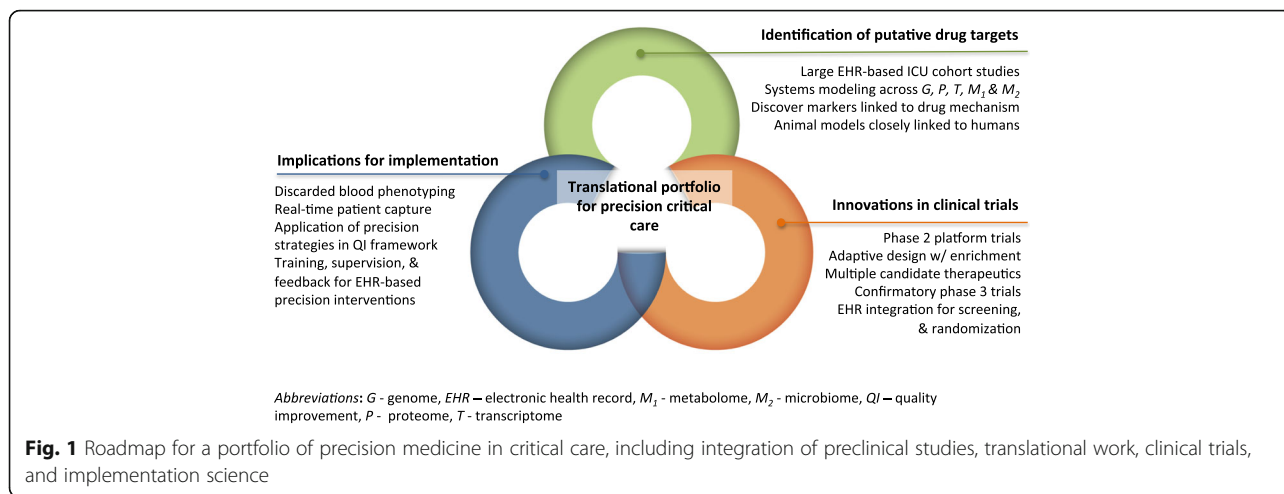 Identification of putative drug targets
Large EHR-based ICU cohort studies
Systems modeling across G, P, T, M1 & M2
Discover markers linked to drug mechanism
Animal models closely linked to humans
Implications for implementation
Discarded blood phenotyping
Real-time patient capture
Application of precision
strategies in QI framework
Training, supervision, &
feedback for EHR-based
precision interventions
Translational portfolio
for precision critical
care
Innovations in clinical trials
Phase 2 platform trials
Adaptive design w/ enrichment
Multiple candidate therapeutics
Confirmatory phase 3 trials
EHR integration for screening,
& randomization
Abbreviations: G - genome, EHR – electronic health record, M1 - metabolome, M2 - microbiome, QI – quality
improvement, P - proteome, T - transcriptome
Fig. 1 Roadmap for a portfolio of precision medicine in critical care, including integration of preclinical studies, translational work, clinical trials,
and implementation science